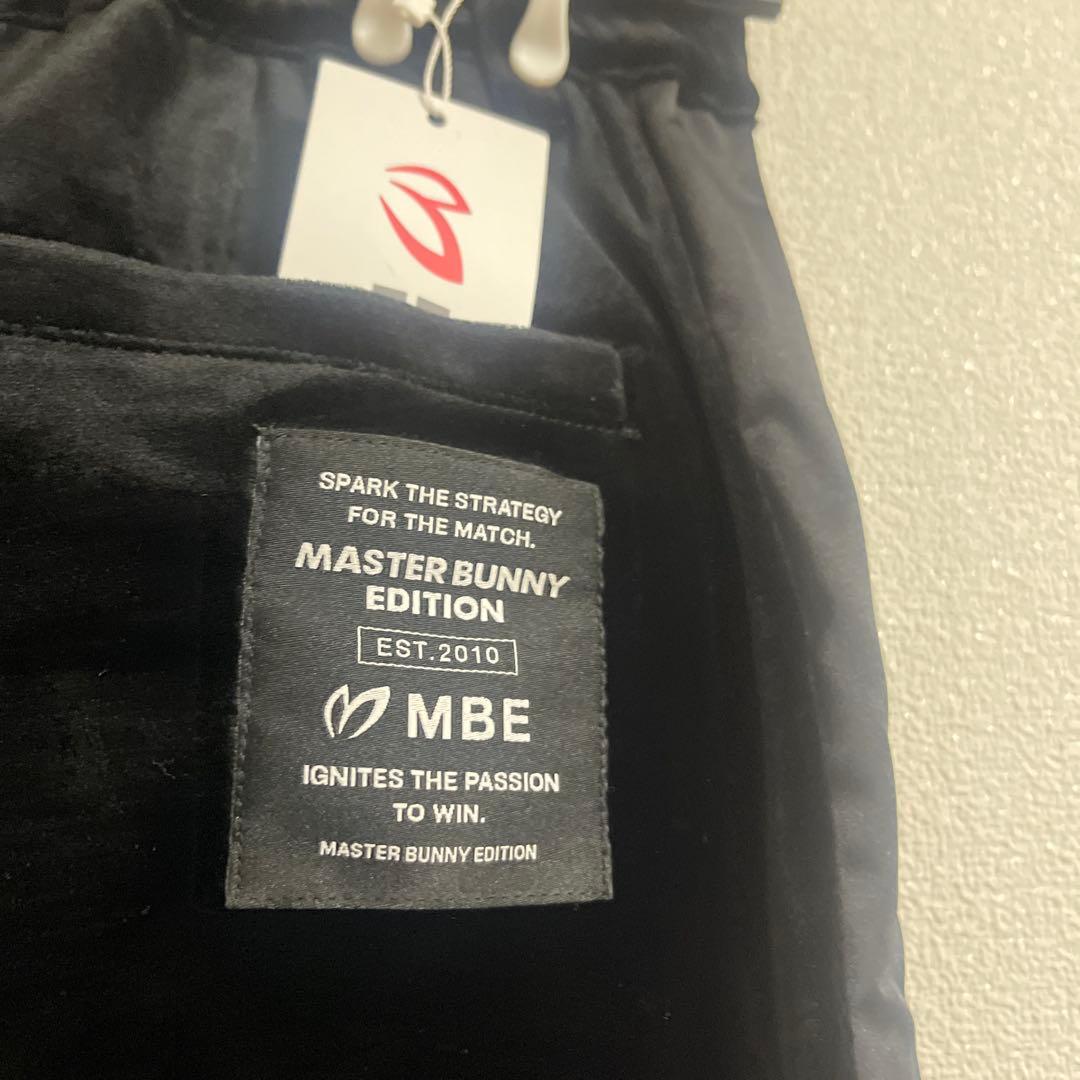 SPARK THE STRATEGY
FOR THE MATCH.
MASTER BUNNY
EDITION
EST.2010
MBE
IGNITES THE PASSION
TO WIN.
MASTER BUNNY EDITION